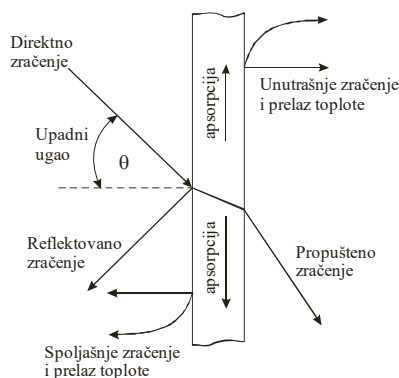 Direktno
zračenje
Upadni
ugao
θ
Reflektovano
zračenje
Spoljašnje zračenje
i prelaz toplote
apsorpcija
apsorpcija
Unutrašnje zračenje
i prelaz toplote
Propušteno
zračenje